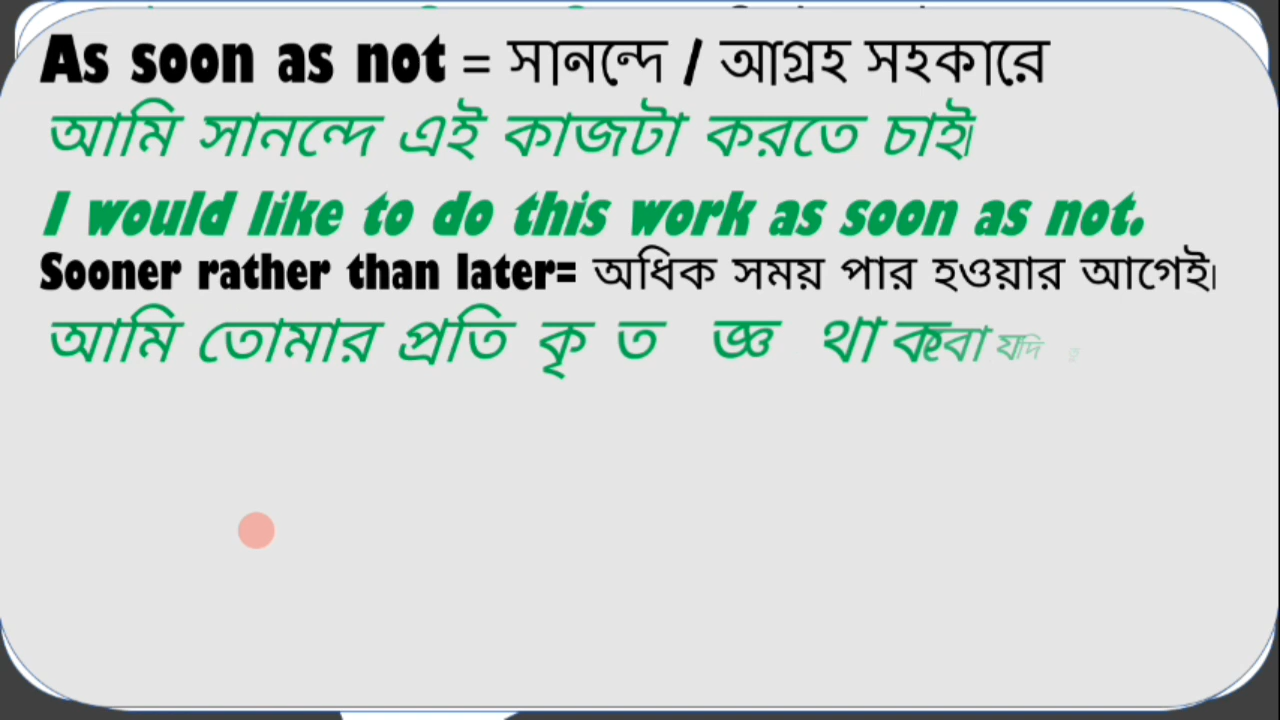 As soon as not = সানন্দে / আগ্রহ সহকারে
আমি সানন্দে এই কাজটা করতে চাই।
I would like to do this work as soon as not.
Sooner rather than later= অধিক সময় পার হওয়ার আগেই।
আমি তোমার প্রতি কৃতজ্ঞ থাকবো যদি